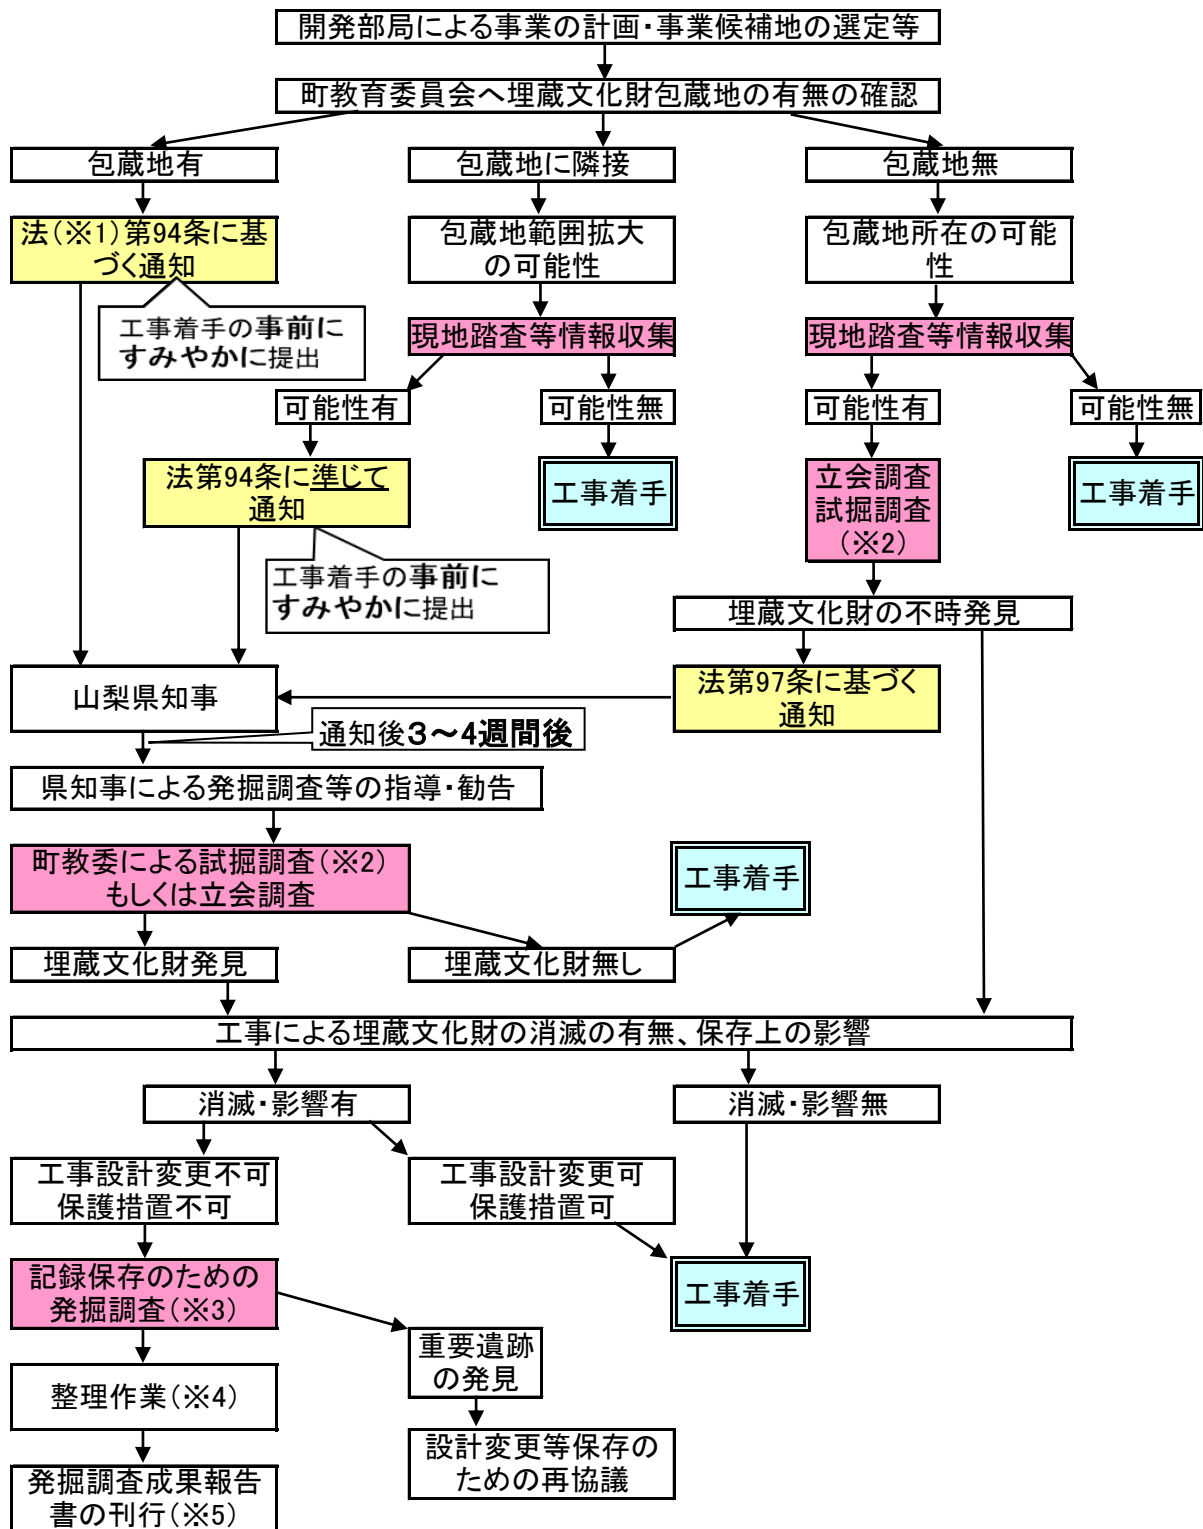 開発部局による事業の計画・事業候補地の選定等
町教育委員会へ埋蔵文化財包蔵地の有無の確認
包蔵地有
包蔵地に隣接
包蔵地無
法(※1)第94条に基
づく通知
包蔵地範囲拡大
の可能性
包蔵地所在の可能
性
工事着手の事前に
すみやかに提出
現地踏査等情報収集
現地踏査等情報収集
可能性有
可能性無
可能性有
可能性無
法第94条に準じて
通知
工事着手
立会調査
試掘調査
(※2)
工事着手
工事着手の事前に
すみやかに提出
埋蔵文化財の不時発見
山梨県知事
法第97条に基づく
通知
通知後3～4週間後
県知事による発掘調査等の指導・勧告
町教委による試掘調査(※2)
もしくは立会調査
工事着手
埋蔵文化財発見
埋蔵文化財無し
工事による埋蔵文化財の消滅の有無、保存上の影響
消滅・影響有
消滅・影響無
工事設計変更不可
保護措置不可
工事設計変更可
保護措置可
記録保存のための
発掘調査(※3)
工事着手
重要遺跡
の発見
整理作業(※4)
設計変更等保存の
ための再協議
発掘調査成果報告
書の刊行(※5)